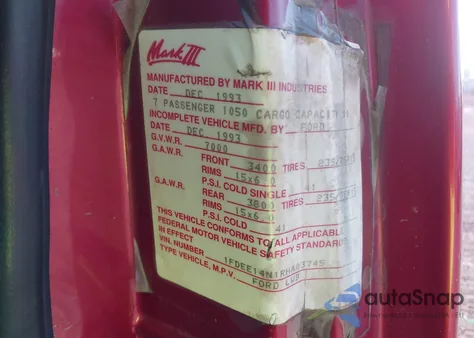 Mark III
MANUFACTURED BY MARK III INDUSTRIES
DATE DEC 1993
7 PASSENGER 1050 CARGO CAPACITY
INCOMPLETE VEHICLE MFD. BY FORD
DATE DEC 1993
G.V.W.R. 7000
G.A.W.R. FRONT 3400 TIRES
RIMS 15x6.0
P.S.I. COLD SINGLE 41
G.A.W.R. REAR 3800 TIRES
RIMS 15x6.0
P.S.I. COLD 41
THIS VEHICLE CONFORMS TO ALL APPLICABLE
FEDERAL MOTOR VEHICLE SAFETY STANDARDS
IN EFFECT
VIN. NUMBER
TYPE VEHICLE, M.P.V. FORD
autaSnap